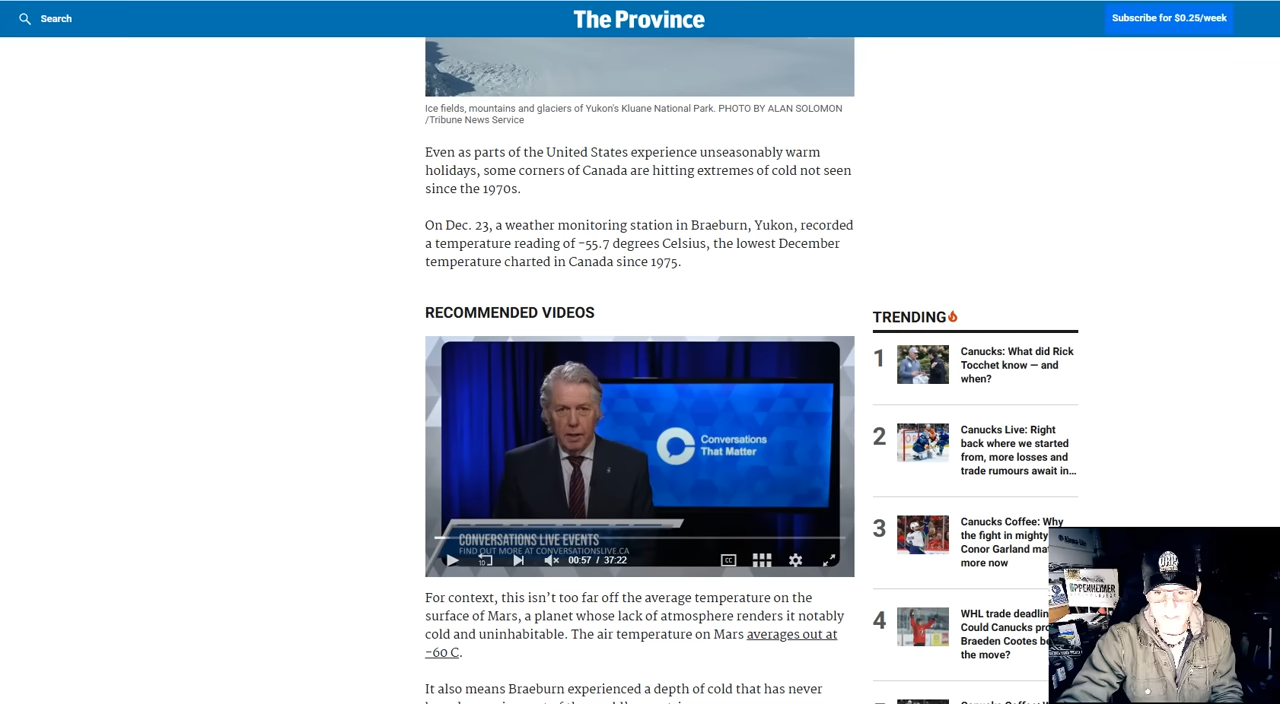 Search
The Province
Subscribe for $0.25/week
Ice fields, mountains and glaciers of Yukon's Kluane National Park. PHOTO BY ALAN SOLOMON
/Tribune News Service
Even as parts of the United States experience unseasonably warm
holidays, some corners of Canada are hitting extremes of cold not seen
since the 1970s.
On Dec. 23, a weather monitoring station in Braeburn, Yukon, recorded
a temperature reading of -55.7 degrees Celsius, the lowest December
temperature charted in Canada since 1975.
RECOMMENDED VIDEOS
Conversations
That Matter
CONVERSATIONS LIVE EVENTS
FIND OUT MORE AT CONVERSATIONSLIVE.CA
10
00:57 / 37:22
CC
For context, this isn't too far off the average temperature on the
surface of Mars, a planet whose lack of atmosphere renders it notably
cold and uninhabitable. The air temperature on Mars averages out at
-60 C.
It also means Braeburn experienced a depth of cold that has never
TRENDING
1
Canucks: What did Rick
Tocchet know — and
when?
2
Canucks Live: Right
back where we started
from, more losses and
trade rumours await in...
3
Canucks Coffee: Why
the fight in mighty
Conor Garland
more now
4
WHL trade
Could Canucks
Braeden Cootes
the move?
OPPENHEIMER